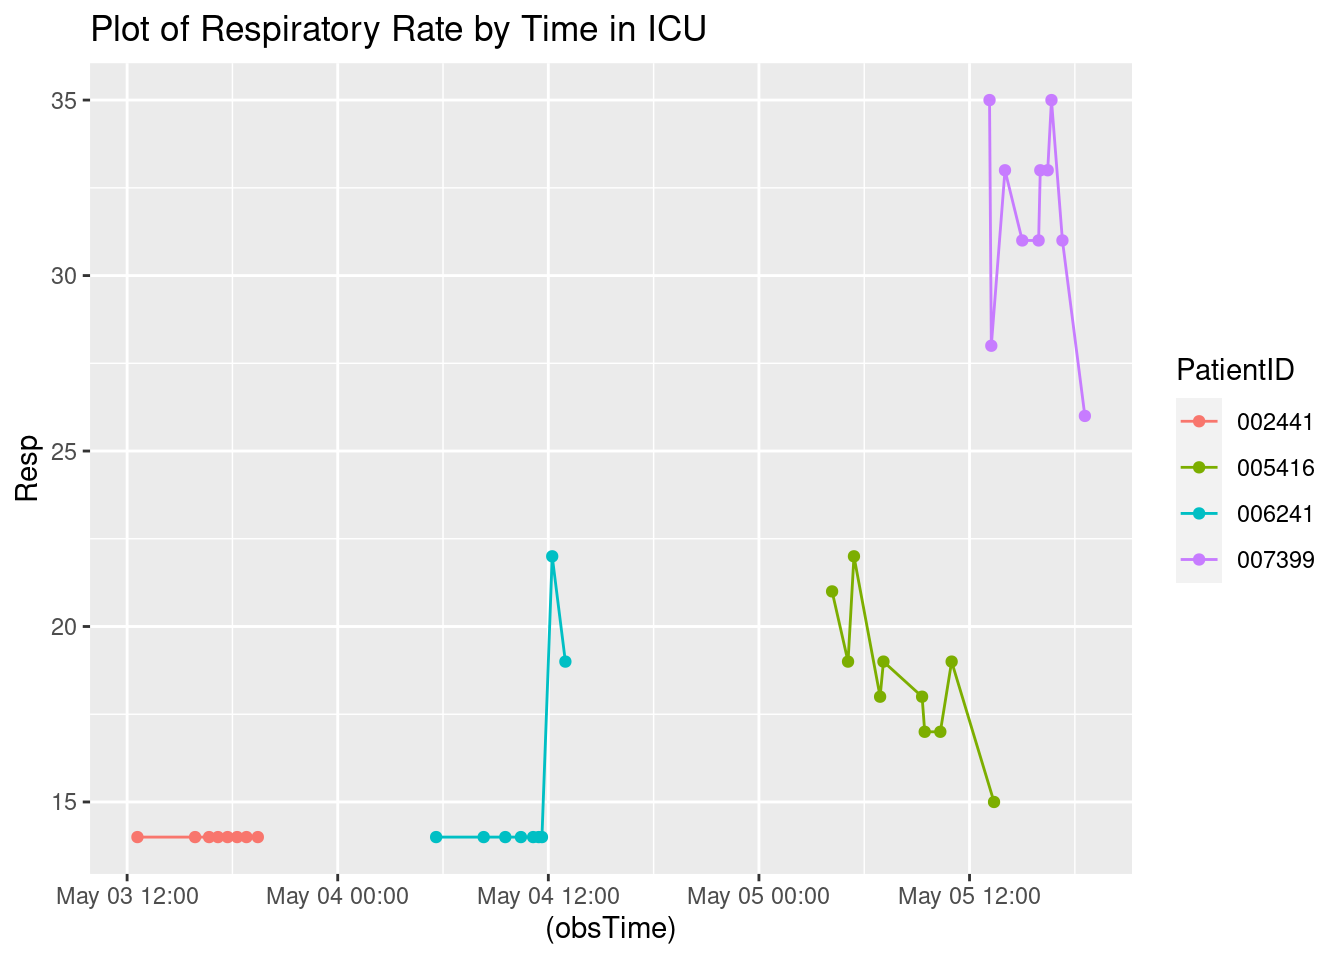 Plot of Respiratory Rate by Time in ICU
35
30
25
20
15
Resp
May 03 12:00
May 04 00:00
May 04 12:00
May 05 00:00
May 05 12:00
(obsTime)
PatientID
002441
005416
006241
007399